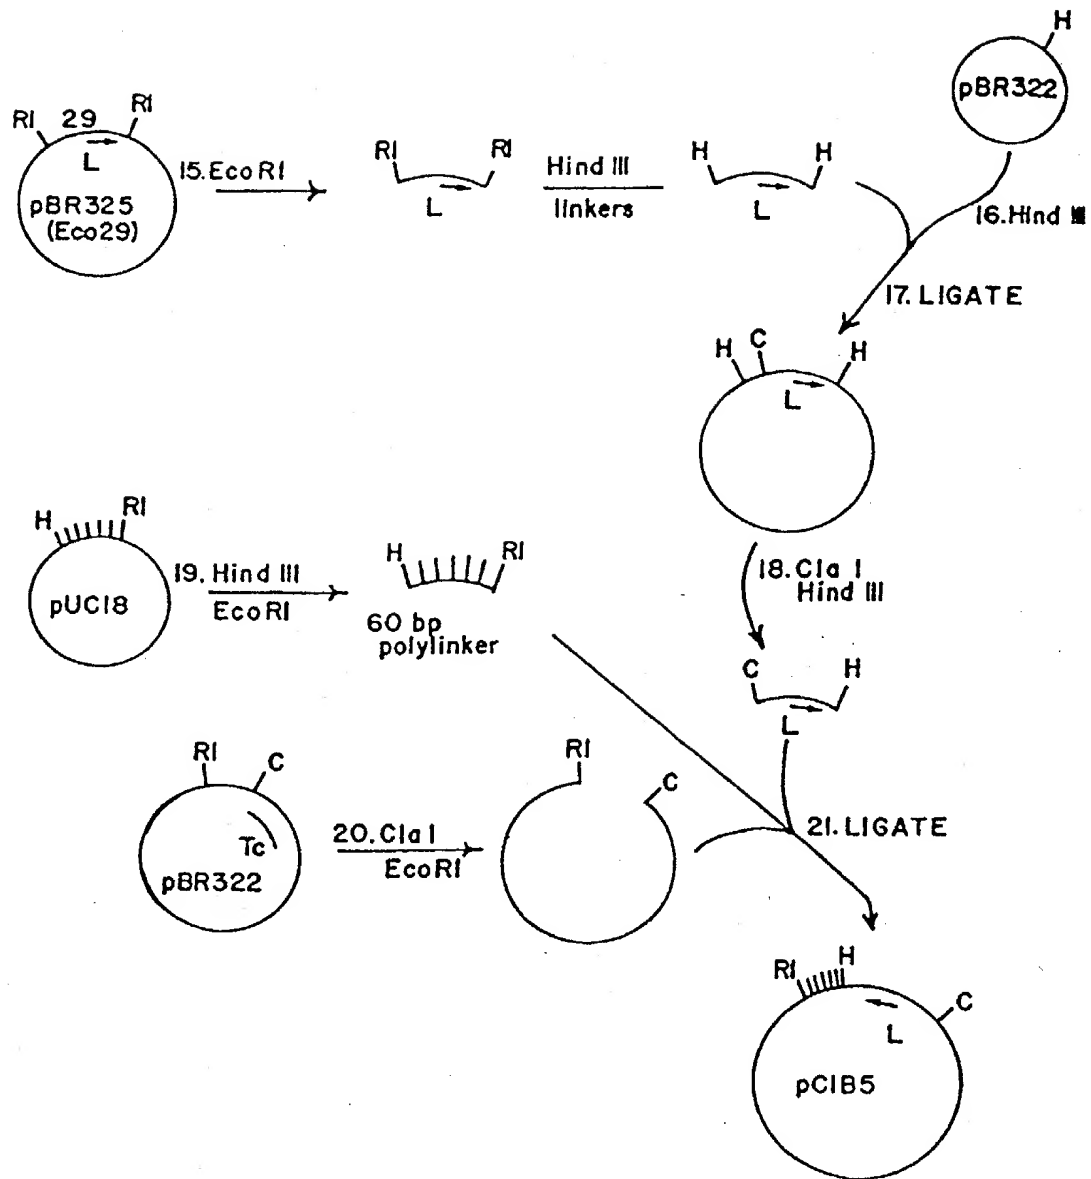 H
pBR322
RI 29 RI
L
pBR325
(Eco29)
15.EcoRI
RI RI
L
Hind III
linkers
H H
L
16.Hind III
17. LIGATE
H C H
L
H RI
pUC18
19. Hind III
EcoRI
H RI
60 bp
polylinker
18.Cla I
Hind III
C H
L
RI C
Tc
pBR322
20.Cla I
EcoRI
RI
C
21. LIGATE
RI H C
L
pCIB5